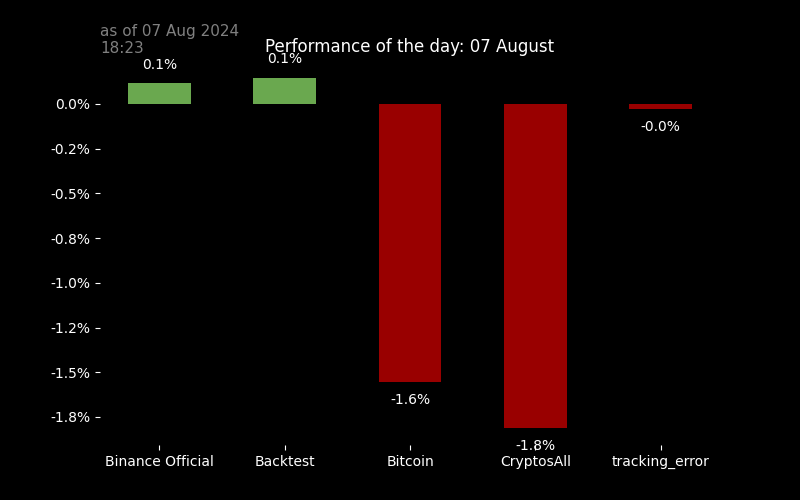 as of 07 Aug 2024
18:23
Performance of the day: 07 August
0.1%
0.1%
0.0%
-0.0%
-0.2%
-0.5%
-0.8%
-1.0%
-1.2%
-1.5%
-1.6%
-1.8%
-1.8%
Binance Official
Backtest
Bitcoin
CryptosAll
tracking_error